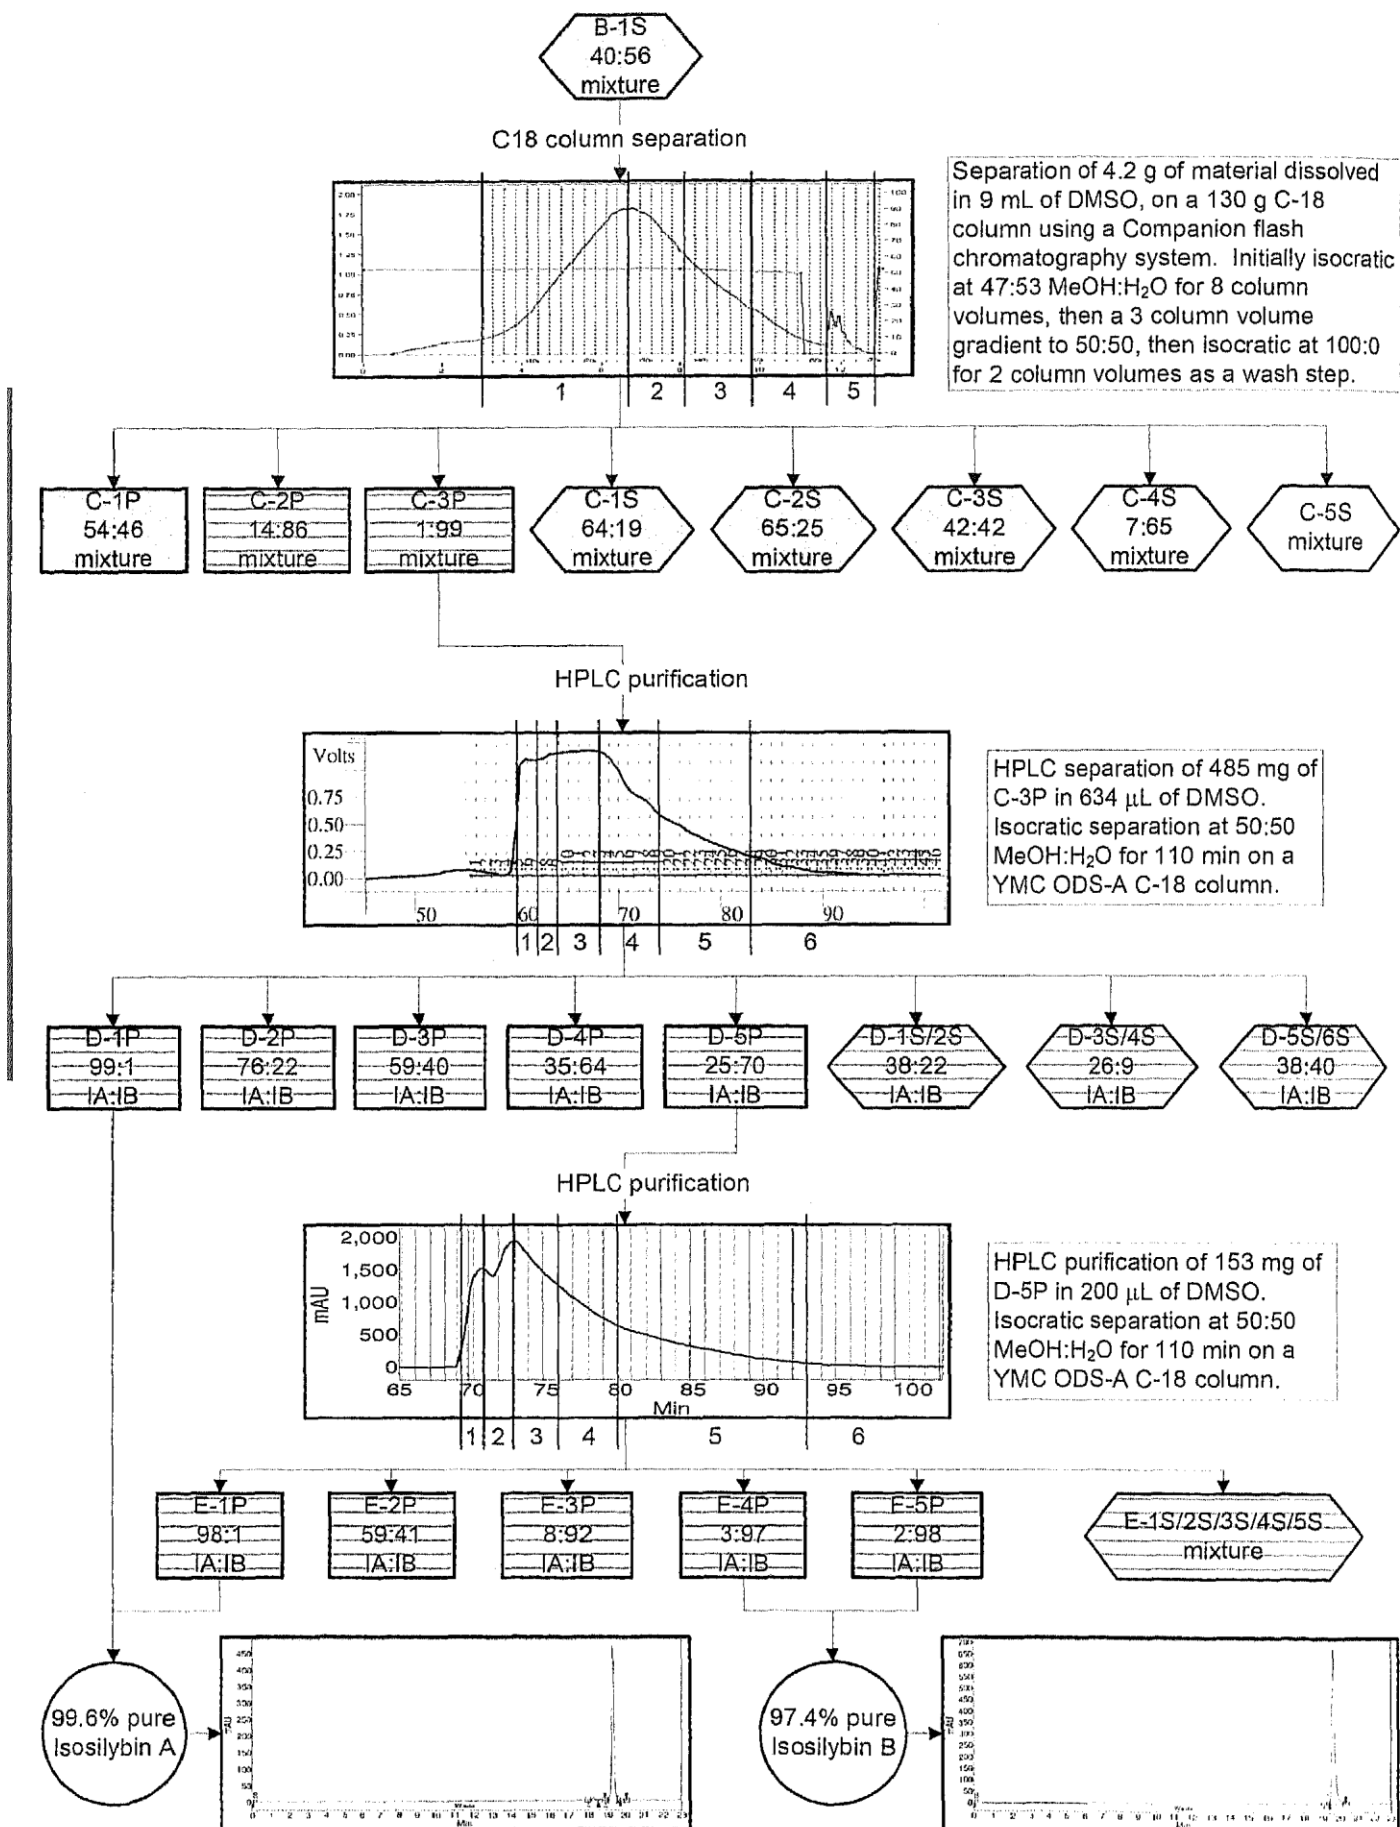 B-1S
40:56
mixture
C18 column separation
Separation of 4.2 g of material dissolved
in 9 mL of DMSO, on a 130 g C-18
column using a Companion flash
chromatography system. Initially isocratic
at 47:53 MeOH:H₂O for 8 column
volumes, then a 3 column volume
gradient to 50:50, then isocratic at 100:0
for 2 column volumes as a wash step.
1 2 3 4 5
C-1P
54:46
mixture
C-2P
14:86
mixture
C-3P
1:99
mixture
C-1S
64:19
mixture
C-2S
65:25
mixture
C-3S
42:42
mixture
C-4S
7:65
mixture
C-5S
mixture
HPLC purification
Volts
0.75
0.50
0.25
0.00
50 60 70 80 90
1 2 3 4 5 6
HPLC separation of 485 mg of
C-3P in 634 μL of DMSO.
Isocratic separation at 50:50
MeOH:H₂O for 110 min on a
YMC ODS-A C-18 column.
D-1P
99:1
IA:IB
D-2P
76:22
IA:IB
D-3P
59:40
IA:IB
D-4P
35:64
IA:IB
D-5P
25:70
IA:IB
D-1S/2S
38:22
IA:IB
D-3S/4S
26:9
IA:IB
D-5S/6S
38:40
IA:IB
HPLC purification
mAU
2,000
1,500
1,000
500
0
65 70 75 80 85 90 95 100
Min
1 2 3 4 5 6
HPLC purification of 153 mg of
D-5P in 200 μL of DMSO.
Isocratic separation at 50:50
MeOH:H₂O for 110 min on a
YMC ODS-A C-18 column.
E-1P
98:1
IA:IB
E-2P
59:41
IA:IB
E-3P
8:92
IA:IB
E-4P
3:97
IA:IB
E-5P
2:98
IA:IB
E-1S/2S/3S/4S/5S
mixture
99.6% pure
Isosilybin A
97.4% pure
Isosilybin B